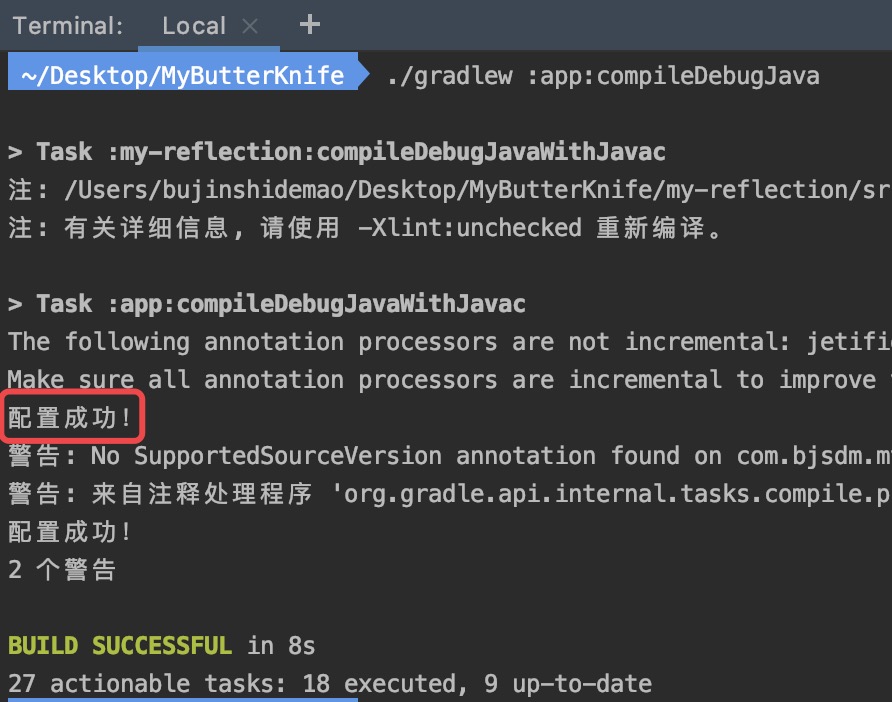 Terminal: Local × +
~/Desktop/MyButterKnife ./gradlew :app:compileDebugJava
> Task :my-reflection:compileDebugJavaWithJavac
注: /Users/bujinshidemao/Desktop/MyButterKnife/my-reflection/sr
注: 有关详细信息, 请使用 -Xlint:unchecked 重新编译。
> Task :app:compileDebugJavaWithJavac
The following annotation processors are not incremental: jetifi
Make sure all annotation processors are incremental to improve
配置成功!
警告: No SupportedSourceVersion annotation found on com.bjsdm.m
警告: 来自注释处理程序 'org.gradle.api.internal.tasks.compile.p
配置成功!
2 个警告
BUILD SUCCESSFUL in 8s
27 actionable tasks: 18 executed, 9 up-to-date